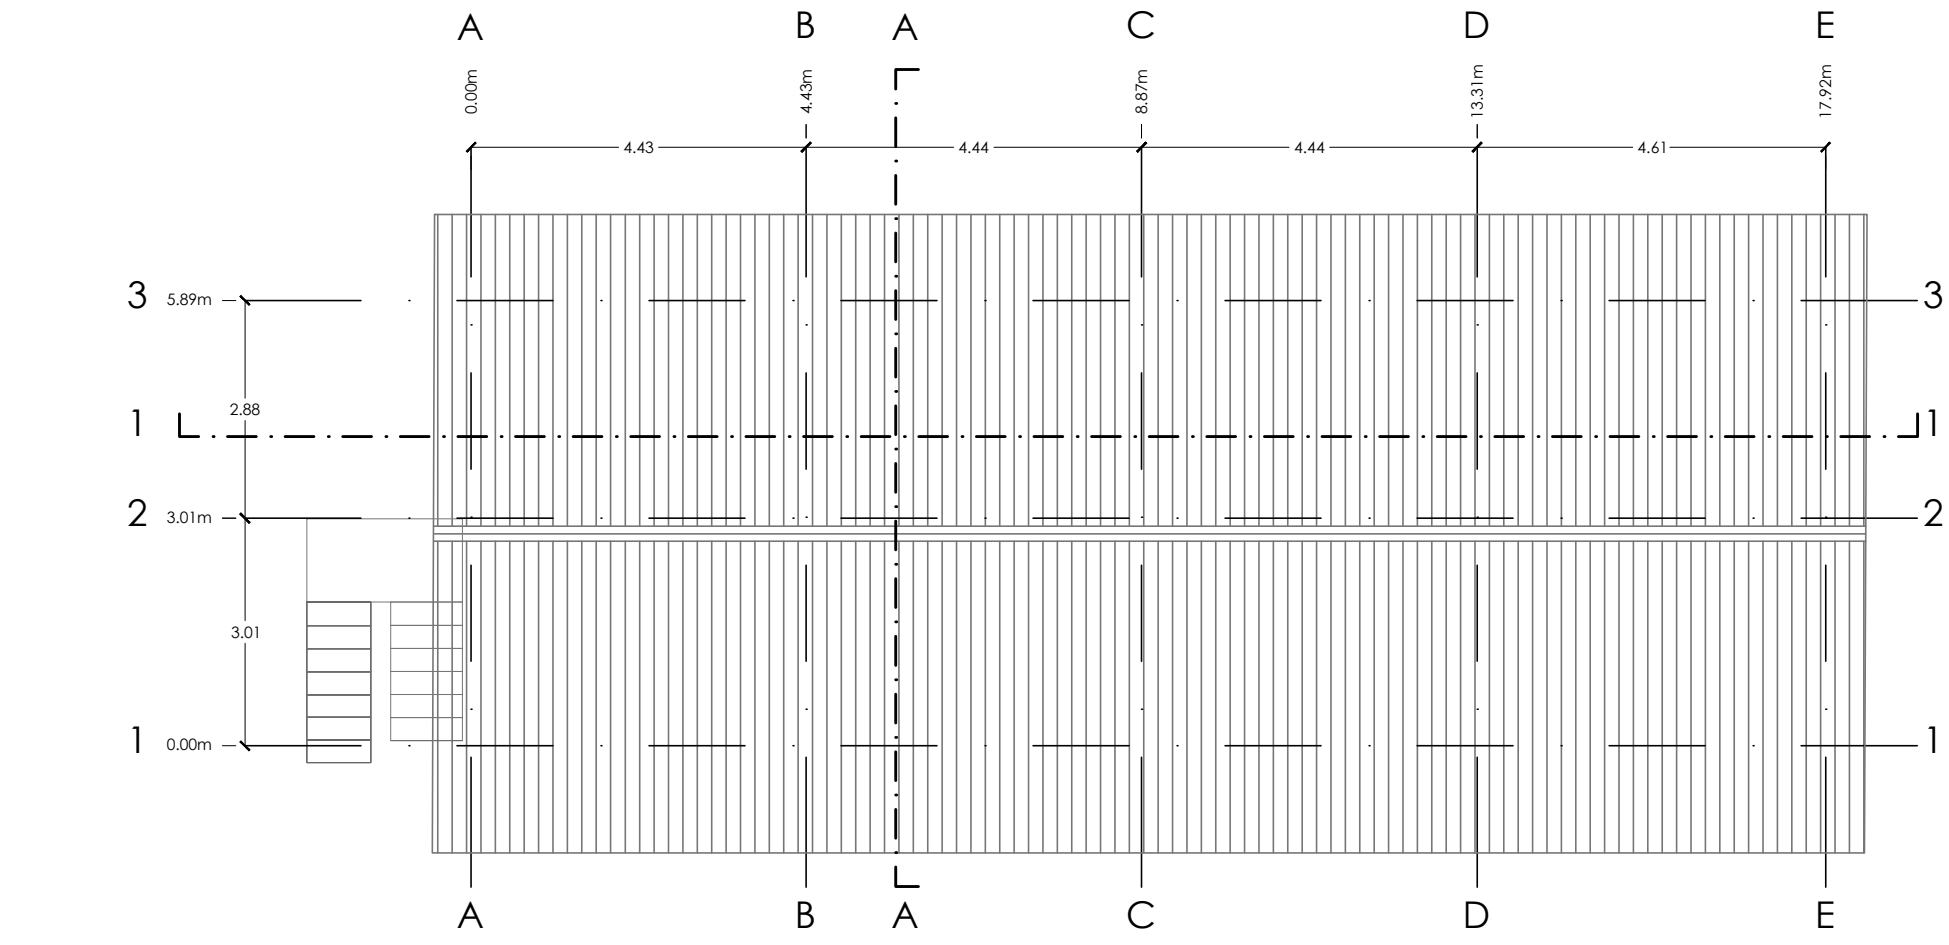 A B A C D E
0.00m 4.43m 8.87m 13.31m 17.92m
4.43 4.44 4.44 4.61
3 5.89m 3
2.88
1 1
2 3.01m 2
3.01
1 0.00m 1
A B A C D E